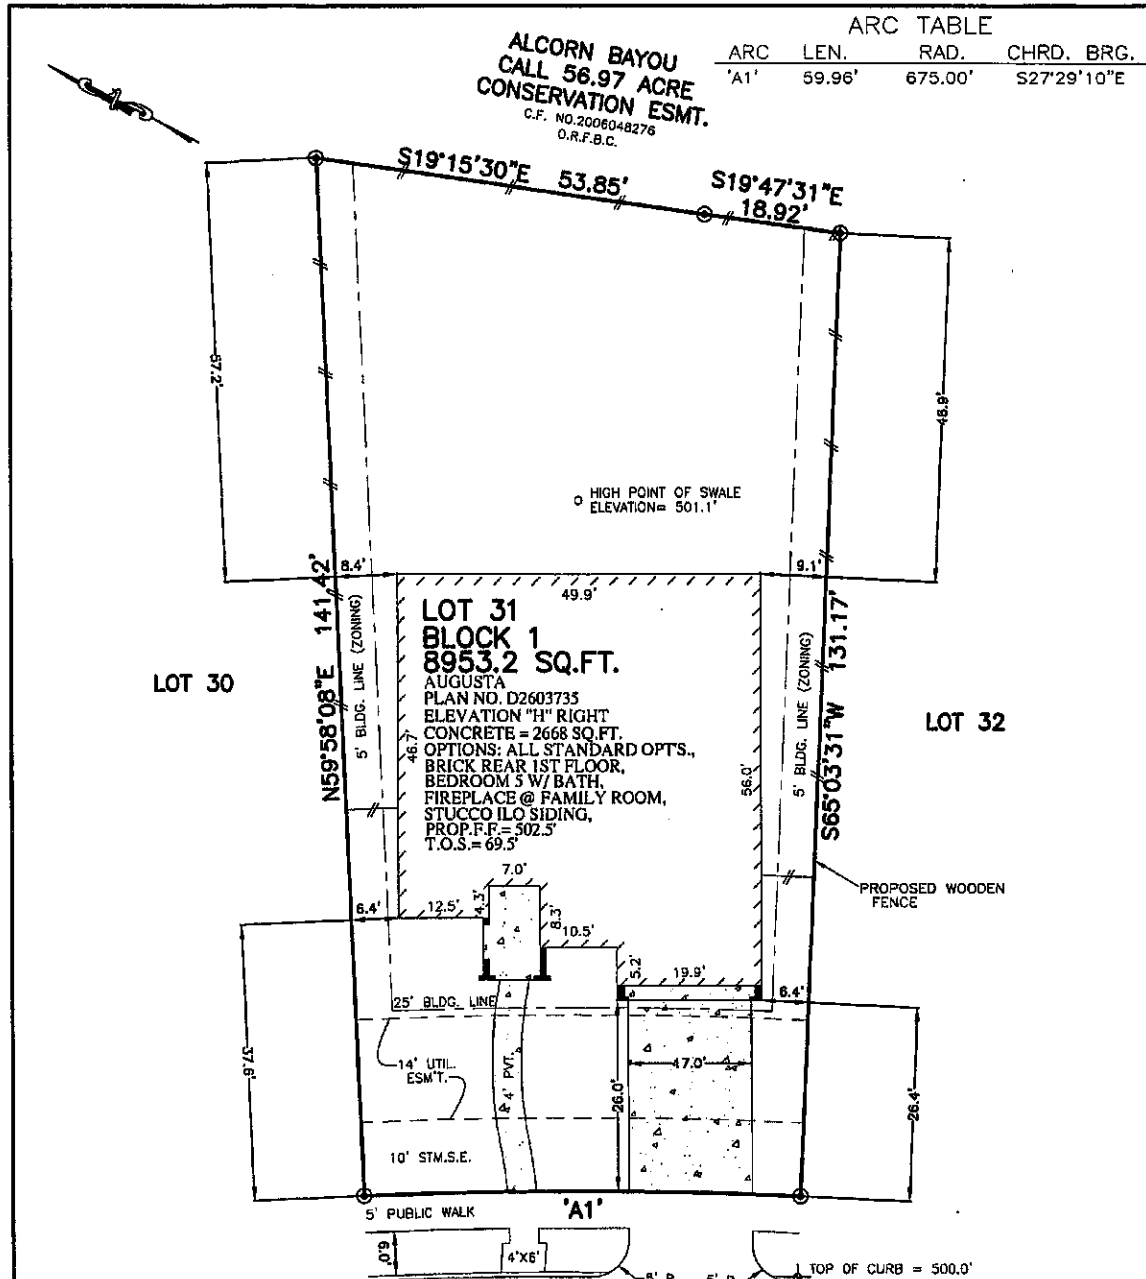 ARC TABLE
ARC LEN. RAD. CHRD. BRG.
'A1' 59.96' 675.00' S27°29'10"E
ALCORN BAYOU
CALL 56.97 ACRE
CONSERVATION ESMT.
C.F. NO.2006048276
O.R.F.B.C.
S19°15'30"E 53.85'
S19°47'31"E
18.92'
57.2'
48.9'
HIGH POINT OF SWALE
ELEVATION= 501.1'
8.4'
9.1'
49.9'
N59°58'08"E 141.42'
5' BLDG. LINE (ZONING)
LOT 30
LOT 31
BLOCK 1
8953.2 SQ.FT.
AUGUSTA
PLAN NO. D2603735
ELEVATION "H" RIGHT
CONCRETE = 2668 SQ.FT.
OPTIONS: ALL STANDARD OPT'S.,
BRICK REAR 1ST FLOOR,
BEDROOM 5 W/ BATH,
FIREPLACE @ FAMILY ROOM,
STUCCO ILO SIDING,
PROP.F.F.= 502.5'
T.O.S.= 69.5'
46.7'
56.0'
5' BLDG. LINE (ZONING)
S65°03'31"W 131.17'
LOT 32
PROPOSED WOODEN
FENCE
7.0'
6.4'
12.5'
4.3'
8.3'
10.5'
5.2'
19.9'
6.4'
25' BLDG. LINE
37.6'
14' UTIL.
ESM'T.
4' PVT.
17.0'
26.0'
26.4'
10' STM.S.E.
'A1'
5' PUBLIC WALK
6.0'
4'X6'
5' R
TOP OF CURB = 500.0'